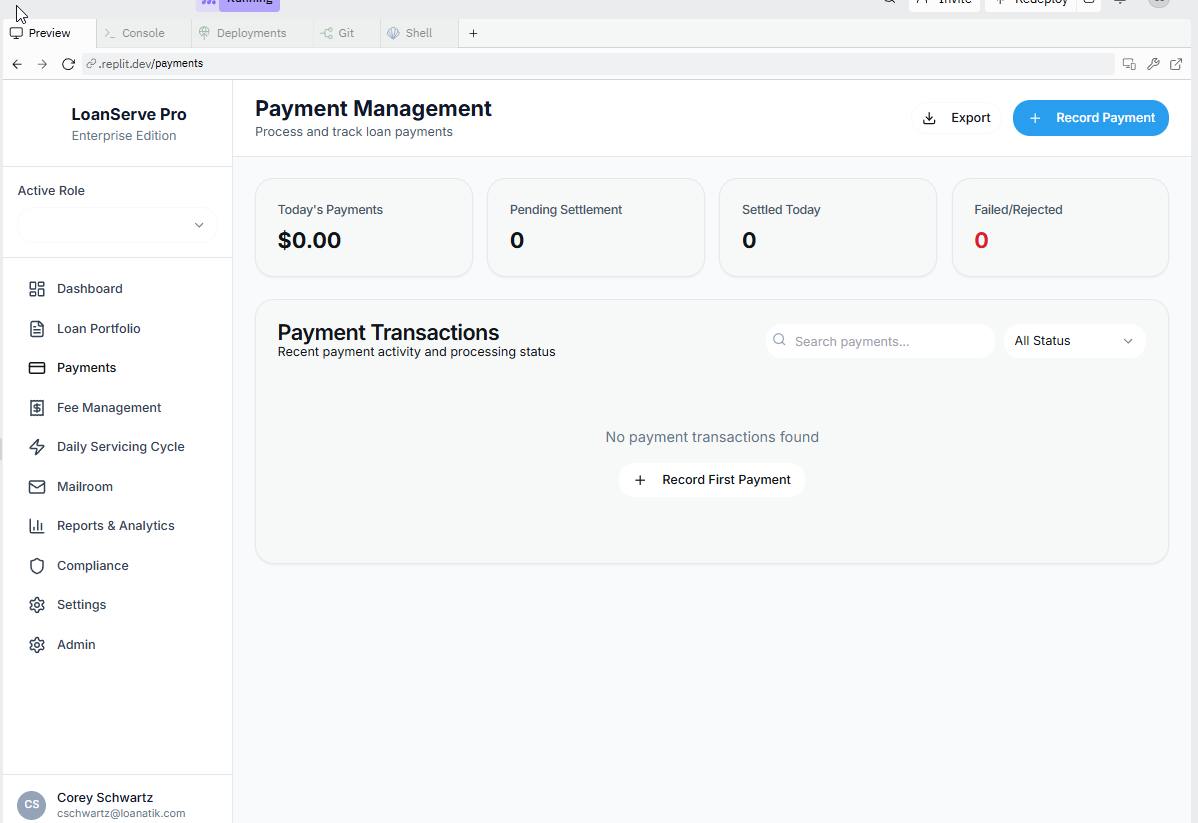 Running
Invite
Redeploy
Preview
Console
Deployments
Git
Shell
.replit.dev/payments
LoanServe Pro
Enterprise Edition
Active Role
Dashboard
Loan Portfolio
Payments
Fee Management
Daily Servicing Cycle
Mailroom
Reports & Analytics
Compliance
Settings
Admin
CS
Corey Schwartz
cschwartz@loanatik.com
Payment Management
Process and track loan payments
Export
Record Payment
Today's Payments
$0.00
Pending Settlement
0
Settled Today
0
Failed/Rejected
0
Payment Transactions
Recent payment activity and processing status
Search payments...
All Status
No payment transactions found
Record First Payment